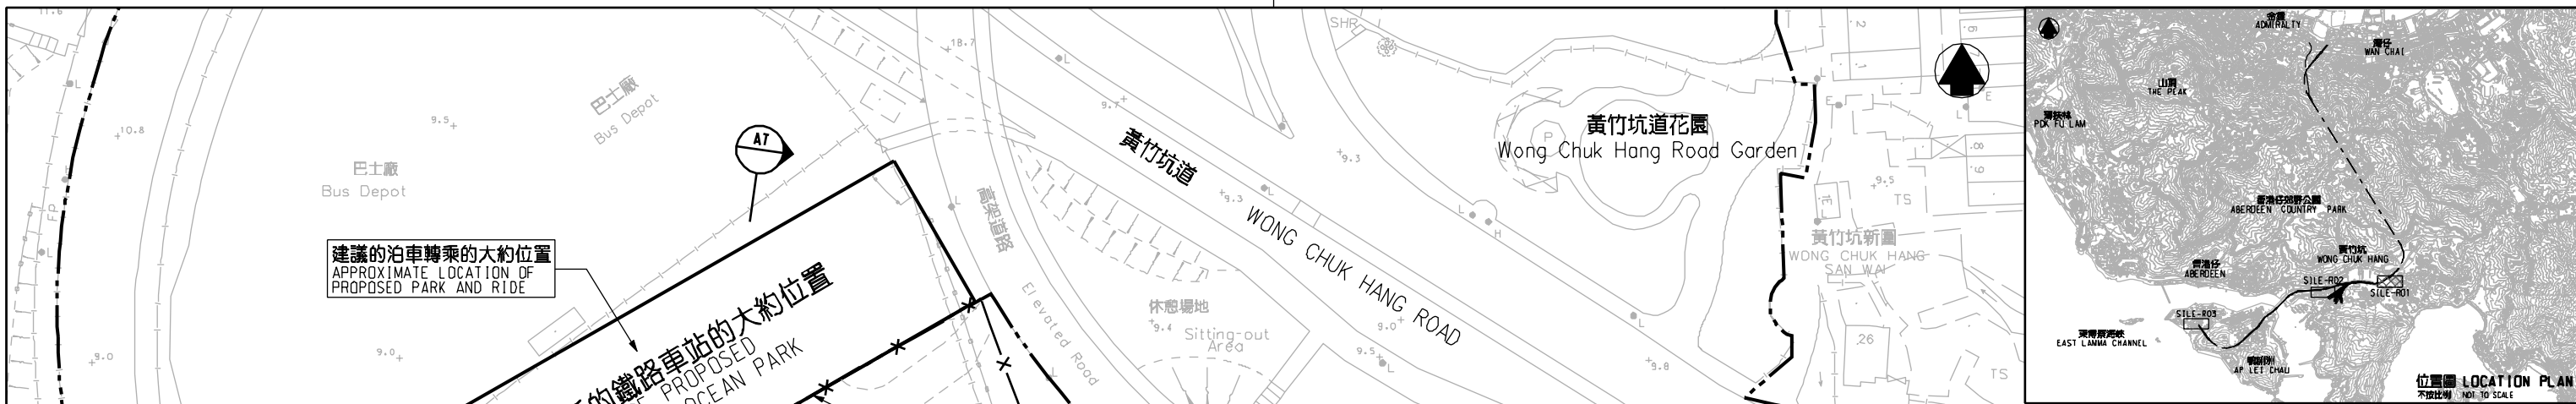 11.6
18.7
SHR
金鐘
ADMIRALTY
灣仔
WAN CHAI
山頂
THE PEAK
薄扶林
POK FU LAM
巴士廠
Bus Depot
9.5
10.8
FP
巴士廠
Bus Depot
AT
9.7
黃竹坑道
9.3
9.3
WONG CHUK HANG ROAD
P
黃竹坑道花園
Wong Chuk Hang Road Garden
9.5
TS
黃竹坑新圍
WONG CHUK HANG
SAN WAI
高架道路
Elevated Road
建議的泊車轉乘的大約位置
APPROXIMATE LOCATION OF
PROPOSED PARK AND RIDE
的鐵路車站的大約位置
PROPOSED
OCEAN PARK
休憩場地
9.4
Sitting-out
Area
9.0
9.5
9.8
26
TS
9.0
9.0
香港仔郊野公園
ABERDEEN COUNTRY PARK
黃竹坑
WONG CHUK HANG
香港仔
ABERDEEN
SILE-R02
SILE-R01
SILE-R03
東博寮海峽
EAST LAMMA CHANNEL
鴨脷洲
AP LEI CHAU
位置圖 LOCATION PLAN
不按比例 NOT TO SCALE